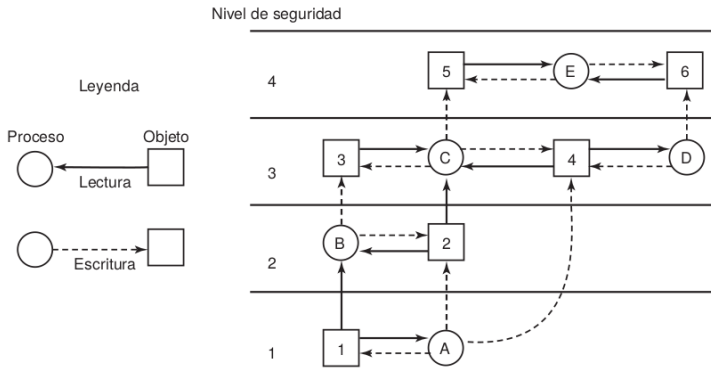 Nivel de seguridad
Leyenda
Proceso
Objeto
Lectura
Escritura
4
5
E
6
3
3
C
4
D
2
B
2
1
1
A